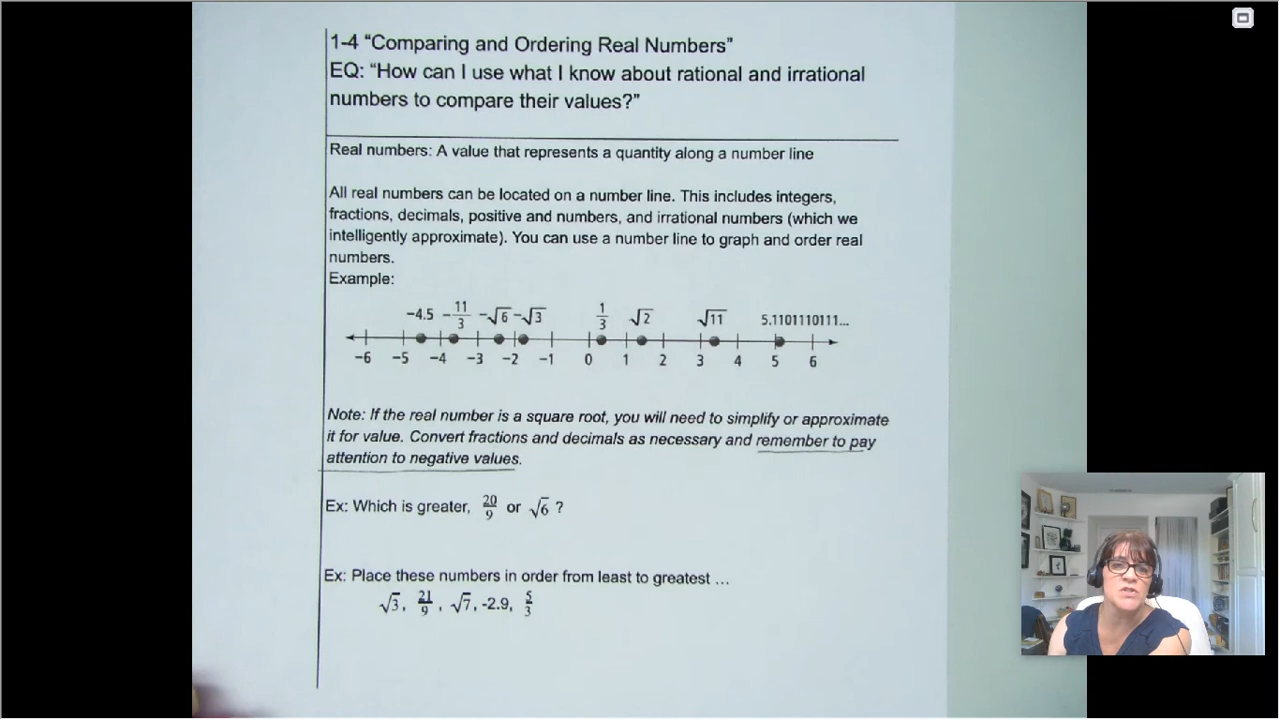 1-4 “Comparing and Ordering Real Numbers”
EQ: “How can I use what I know about rational and irrational
numbers to compare their values?”
Real numbers: A value that represents a quantity along a number line
All real numbers can be located on a number line. This includes integers,
fractions, decimals, positive and numbers, and irrational numbers (which we
intelligently approximate). You can use a number line to graph and order real
numbers.
Example:
−4.5 −11/3 −√6 −√3 1/3 √2 √11 5.1101110111...
−6 −5 −4 −3 −2 −1 0 1 2 3 4 5 6
Note: If the real number is a square root, you will need to simplify or approximate
it for value. Convert fractions and decimals as necessary and remember to pay
attention to negative values.
Ex: Which is greater, 20/9 or √6 ?
Ex: Place these numbers in order from least to greatest ...
√3, 21/9 , √7, -2.9, 5/3